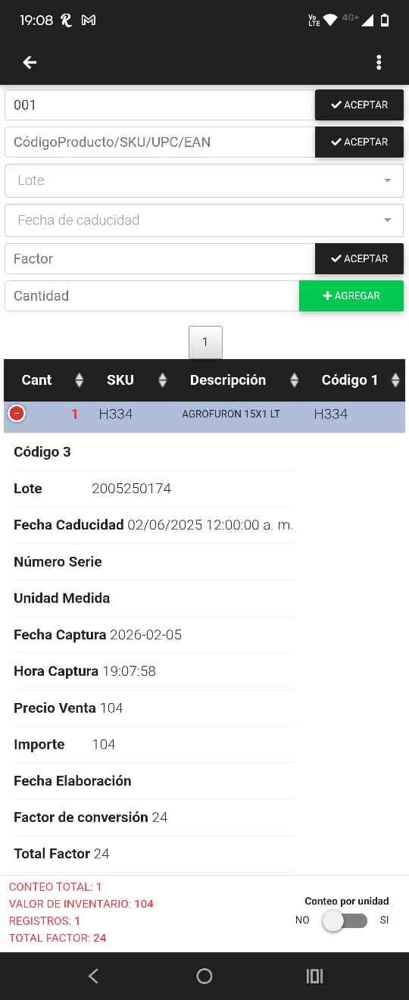 19:08 Vo LTE 4G+
001 ACEPTAR
CódigoProducto/SKU/UPC/EAN ACEPTAR
Lote
Fecha de caducidad
Factor ACEPTAR
Cantidad AGREGAR
1
Cant SKU Descripción Código 1
1 H334 AGROFURON 15X1 LT H334
Código 3
Lote 2005250174
Fecha Caducidad 02/06/2025 12:00:00 a. m.
Número Serie
Unidad Medida
Fecha Captura 2026-02-05
Hora Captura 19:07:58
Precio Venta 104
Importe 104
Fecha Elaboración
Factor de conversión 24
Total Factor 24
CONTEO TOTAL: 1
VALOR DE INVENTARIO: 104
REGISTROS: 1
TOTAL FACTOR: 24
Conteo por unidad
NO SI